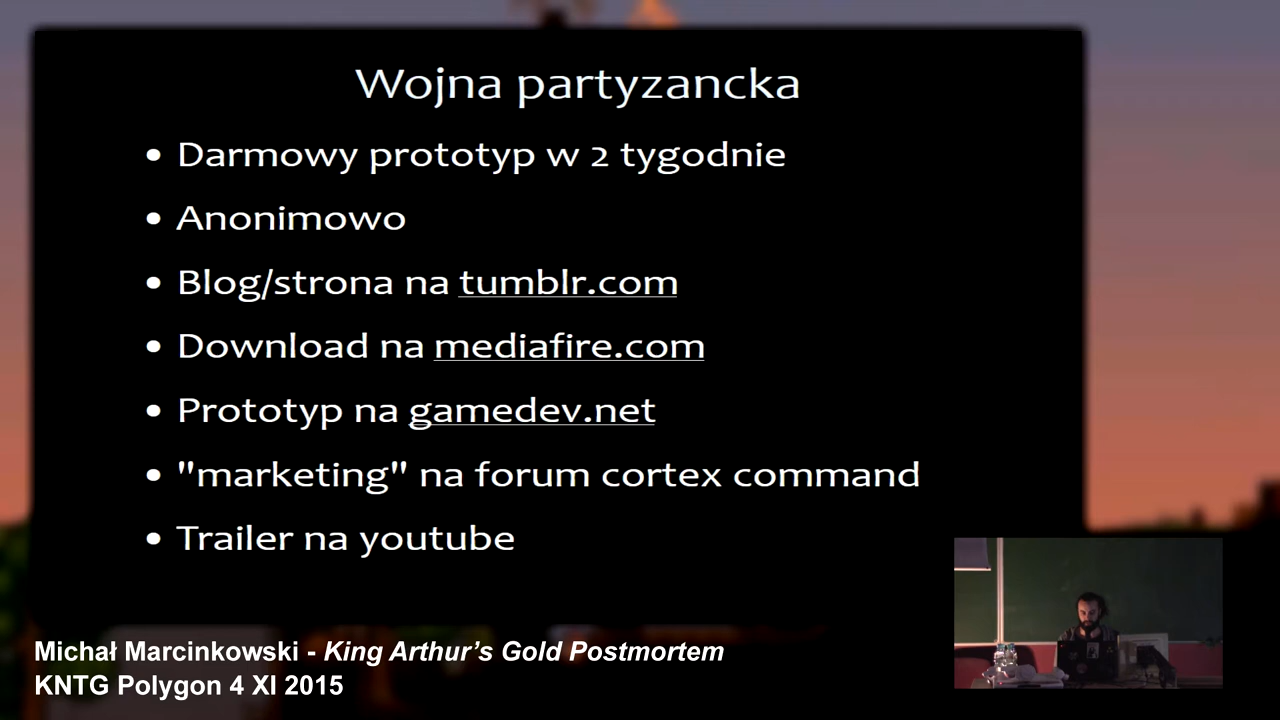 Wojna partyzancka
• Darmowy prototyp w 2 tygodnie
• Anonimowo
• Blog/strona na tumblr.com
• Download na mediafire.com
• Prototyp na gamedev.net
• "marketing" na forum cortex command
• Trailer na youtube
Michał Marcinkowski - King Arthur's Gold Postmortem
KNTG Polygon 4 XI 2015